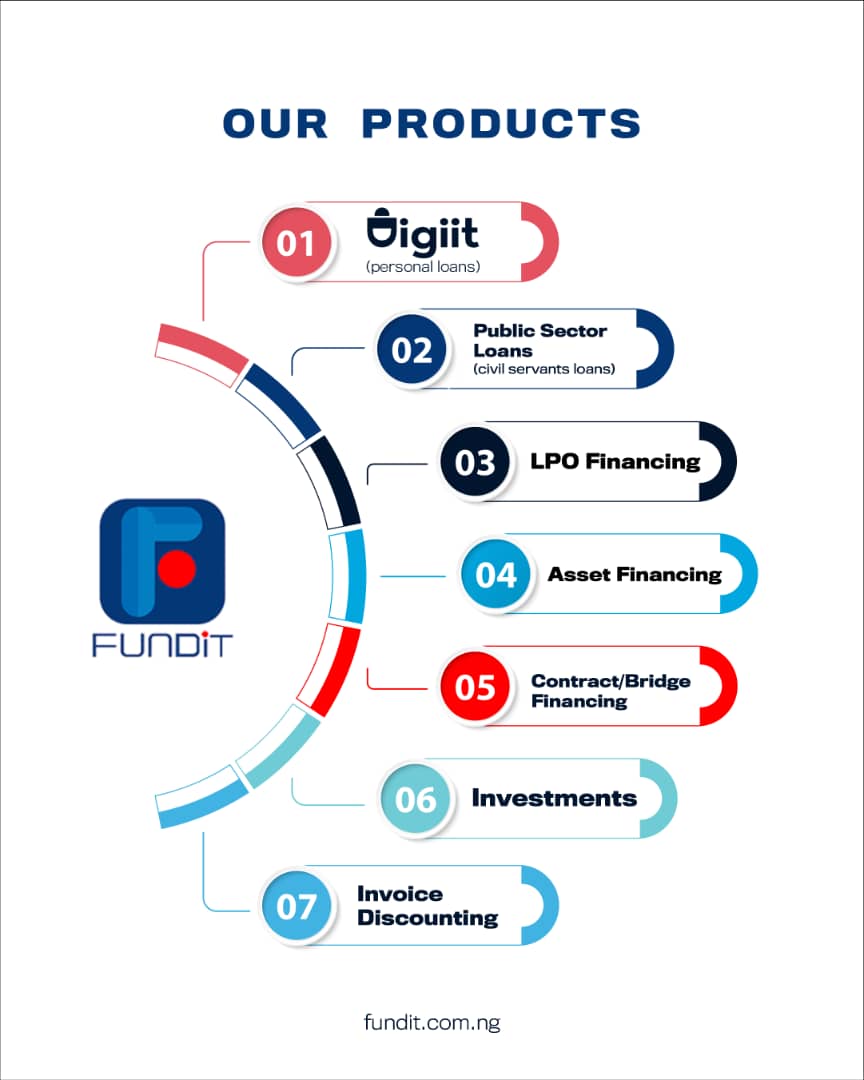 OUR PRODUCTS
01
Digiit
(personal loans)
02
Public Sector
Loans
(civil servants loans)
03
LPO Financing
04
Asset Financing
05
Contract/Bridge
Financing
06
Investments
07
Invoice
Discounting
FUNDiT
fundit.com.ng